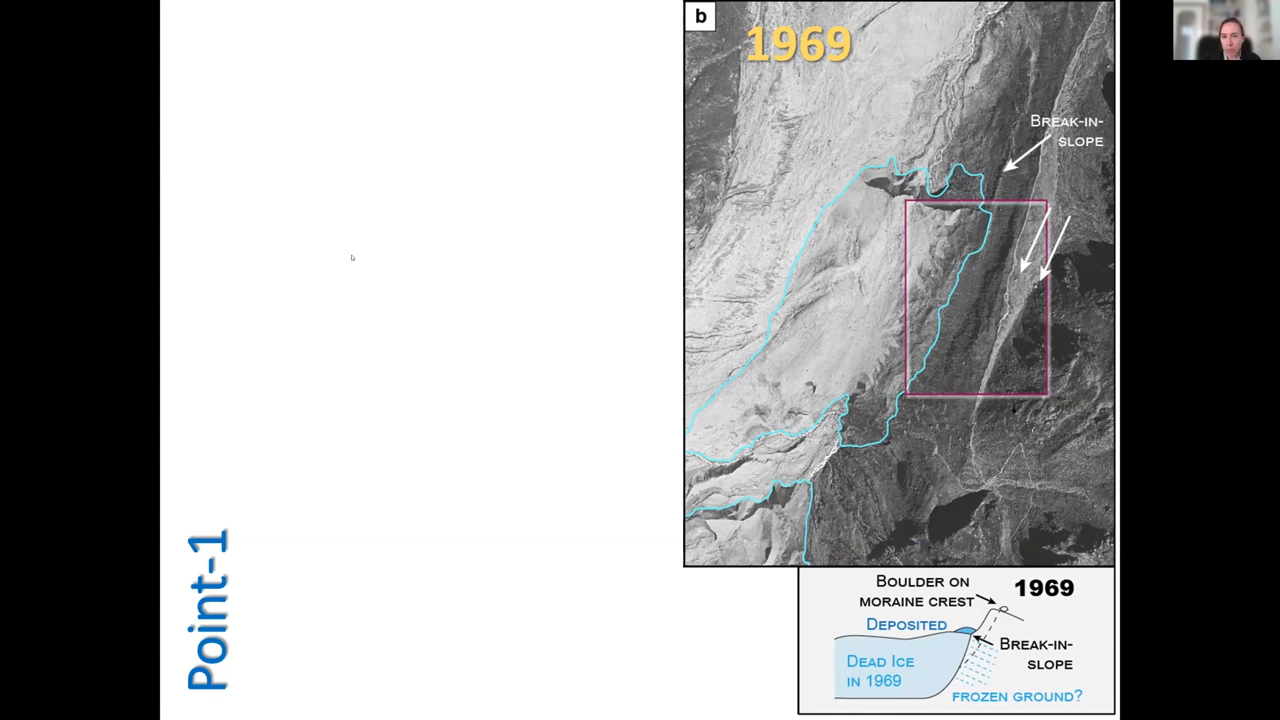 Point-1
b
1969
Break-in-
slope
Boulder on
moraine crest
1969
Deposited
Break-in-
slope
Dead Ice
in 1969
frozen ground?